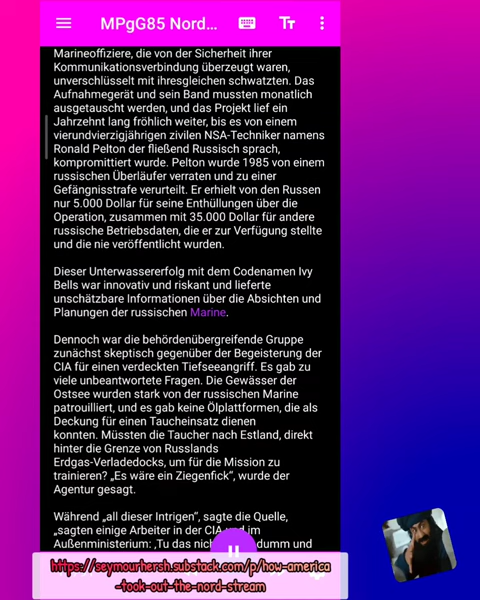 MPgG85 Nord...
Marineoffiziere, die von der Sicherheit ihrer
Kommunikationsverbindung überzeugt waren,
unverschlüsselt mit ihresgleichen schwatzten. Das
Aufnahmegerät und sein Band mussten monatlich
ausgetauscht werden, und das Projekt lief ein
Jahrzehnt lang fröhlich weiter, bis es von einem
vierundvierzigjährigen zivilen NSA-Techniker namens
Ronald Pelton der fließend Russisch sprach,
kompromittiert wurde. Pelton wurde 1985 von einem
russischen Überläufer verraten und zu einer
Gefängnisstrafe verurteilt. Er erhielt von den Russen
nur 5.000 Dollar für seine Enthüllungen über die
Operation, zusammen mit 35.000 Dollar für andere
russische Betriebsdaten, die er zur Verfügung stellte
und die nie veröffentlicht wurden.
Dieser Unterwassererfolg mit dem Codenamen Ivy
Bells war innovativ und riskant und lieferte
unschätzbare Informationen über die Absichten und
Planungen der russischen Marine.
Dennoch war die behördenübergreifende Gruppe
zunächst skeptisch gegenüber der Begeisterung der
CIA für einen verdeckten Tiefseeangriff. Es gab zu
viele unbeantwortete Fragen. Die Gewässer der
Ostsee wurden stark von der russischen Marine
patrouilliert, und es gab keine Ölplattformen, die als
Deckung für einen Taucheinsatz dienen
konnten. Müssten die Taucher nach Estland, direkt
hinter die Grenze von Russlands
Erdgas-Verladedocks, um für die Mission zu
trainieren? „Es wäre ein Ziegenfick“, wurde der
Agentur gesagt.
Während „all dieser Intrigen“, sagte die Quelle,
„sagten einige Arbeiter in der CIA und im
Außenministerium: ‚Tu das dumm und
https://seymourhersh.substack.com/p/how-america
-took-out-the-nord-stream